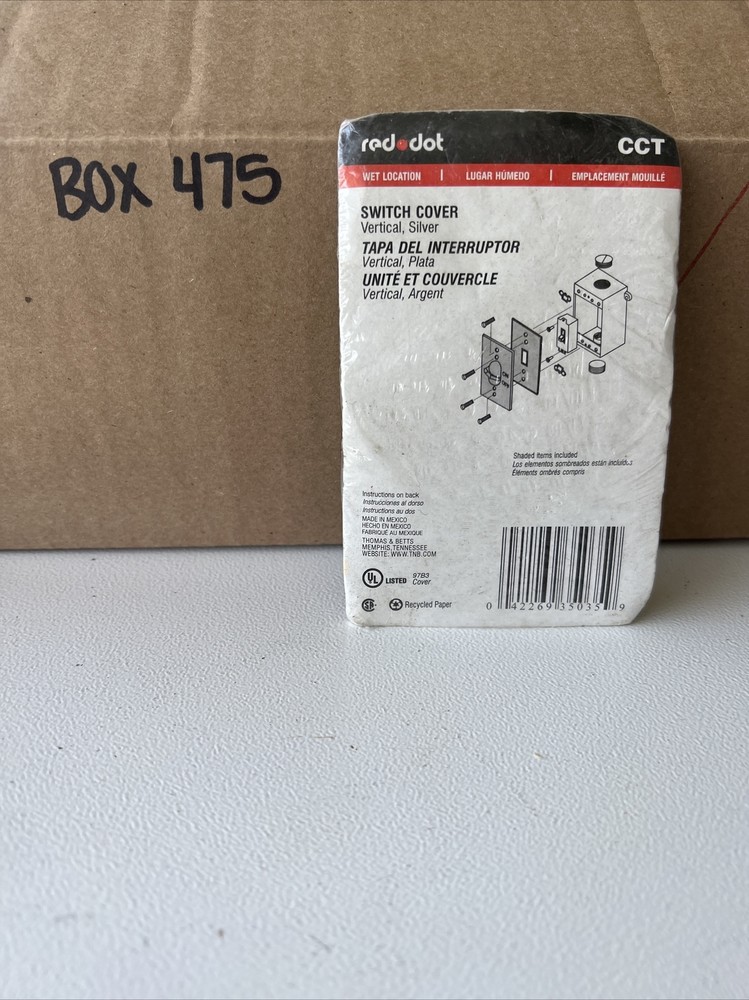 BOX 475
red dot CCT
WET LOCATION | LUGAR HÚMEDO | EMPLACEMENT MOUILLÉ
SWITCH COVER
Vertical, Silver
TAPA DEL INTERRUPTOR
Vertical, Plata
UNITÉ ET COUVERCLE
Vertical, Argent
Shaded items included
Los elementos sombreados están incluidos
Éléments ombrés compris
Instructions on back
Instrucciones al dorso
Instructions au dos
MADE IN MEXICO
HECHO EN MEXICO
FABRIQUÉ AU MEXIQUE
THOMAS & BETTS
MEMPHIS, TENNESSEE
WEBSITE: WWW.TNB.COM
UL LISTED 97B3 Cover
Recycled Paper
0 42269 35035 9